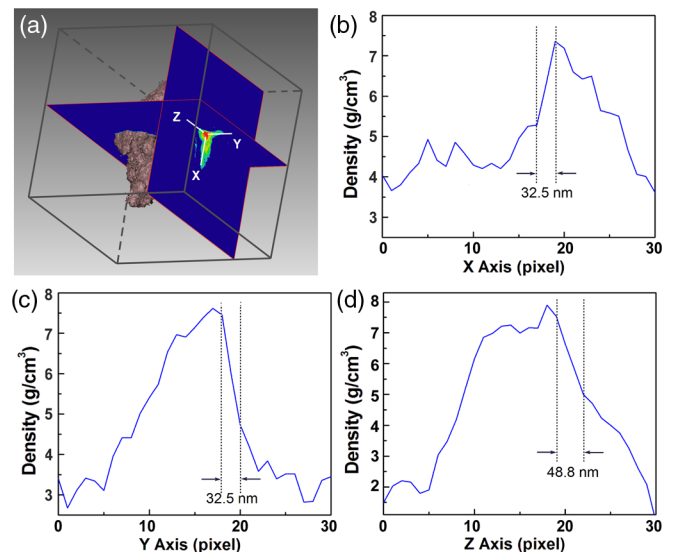 (a)
Z
Y
X
(b)
Density (g/cm³)
8
7
6
5
4
3
2
32.5 nm
0 10 20 30
X Axis (pixel)
(c)
Density (g/cm³)
8
7
6
5
4
3
32.5 nm
0 10 20 30
Y Axis (pixel)
(d)
Density (g/cm³)
8
7
6
5
4
3
2
48.8 nm
0 10 20 30
Z Axis (pixel)